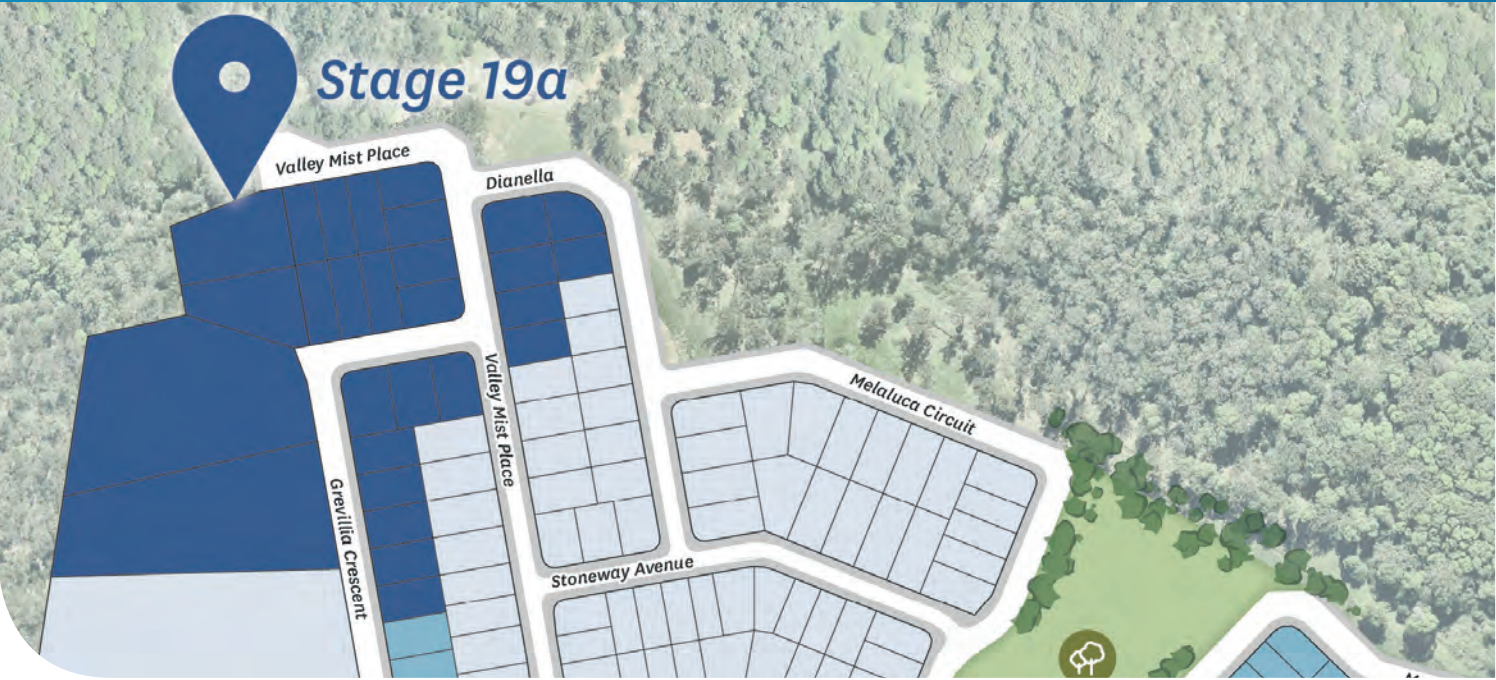 Stage 19a
Valley Mist Place
Dianella
Melaluca Circuit
Valley Mist Place
Grevillia Crescent
Stoneway Avenue